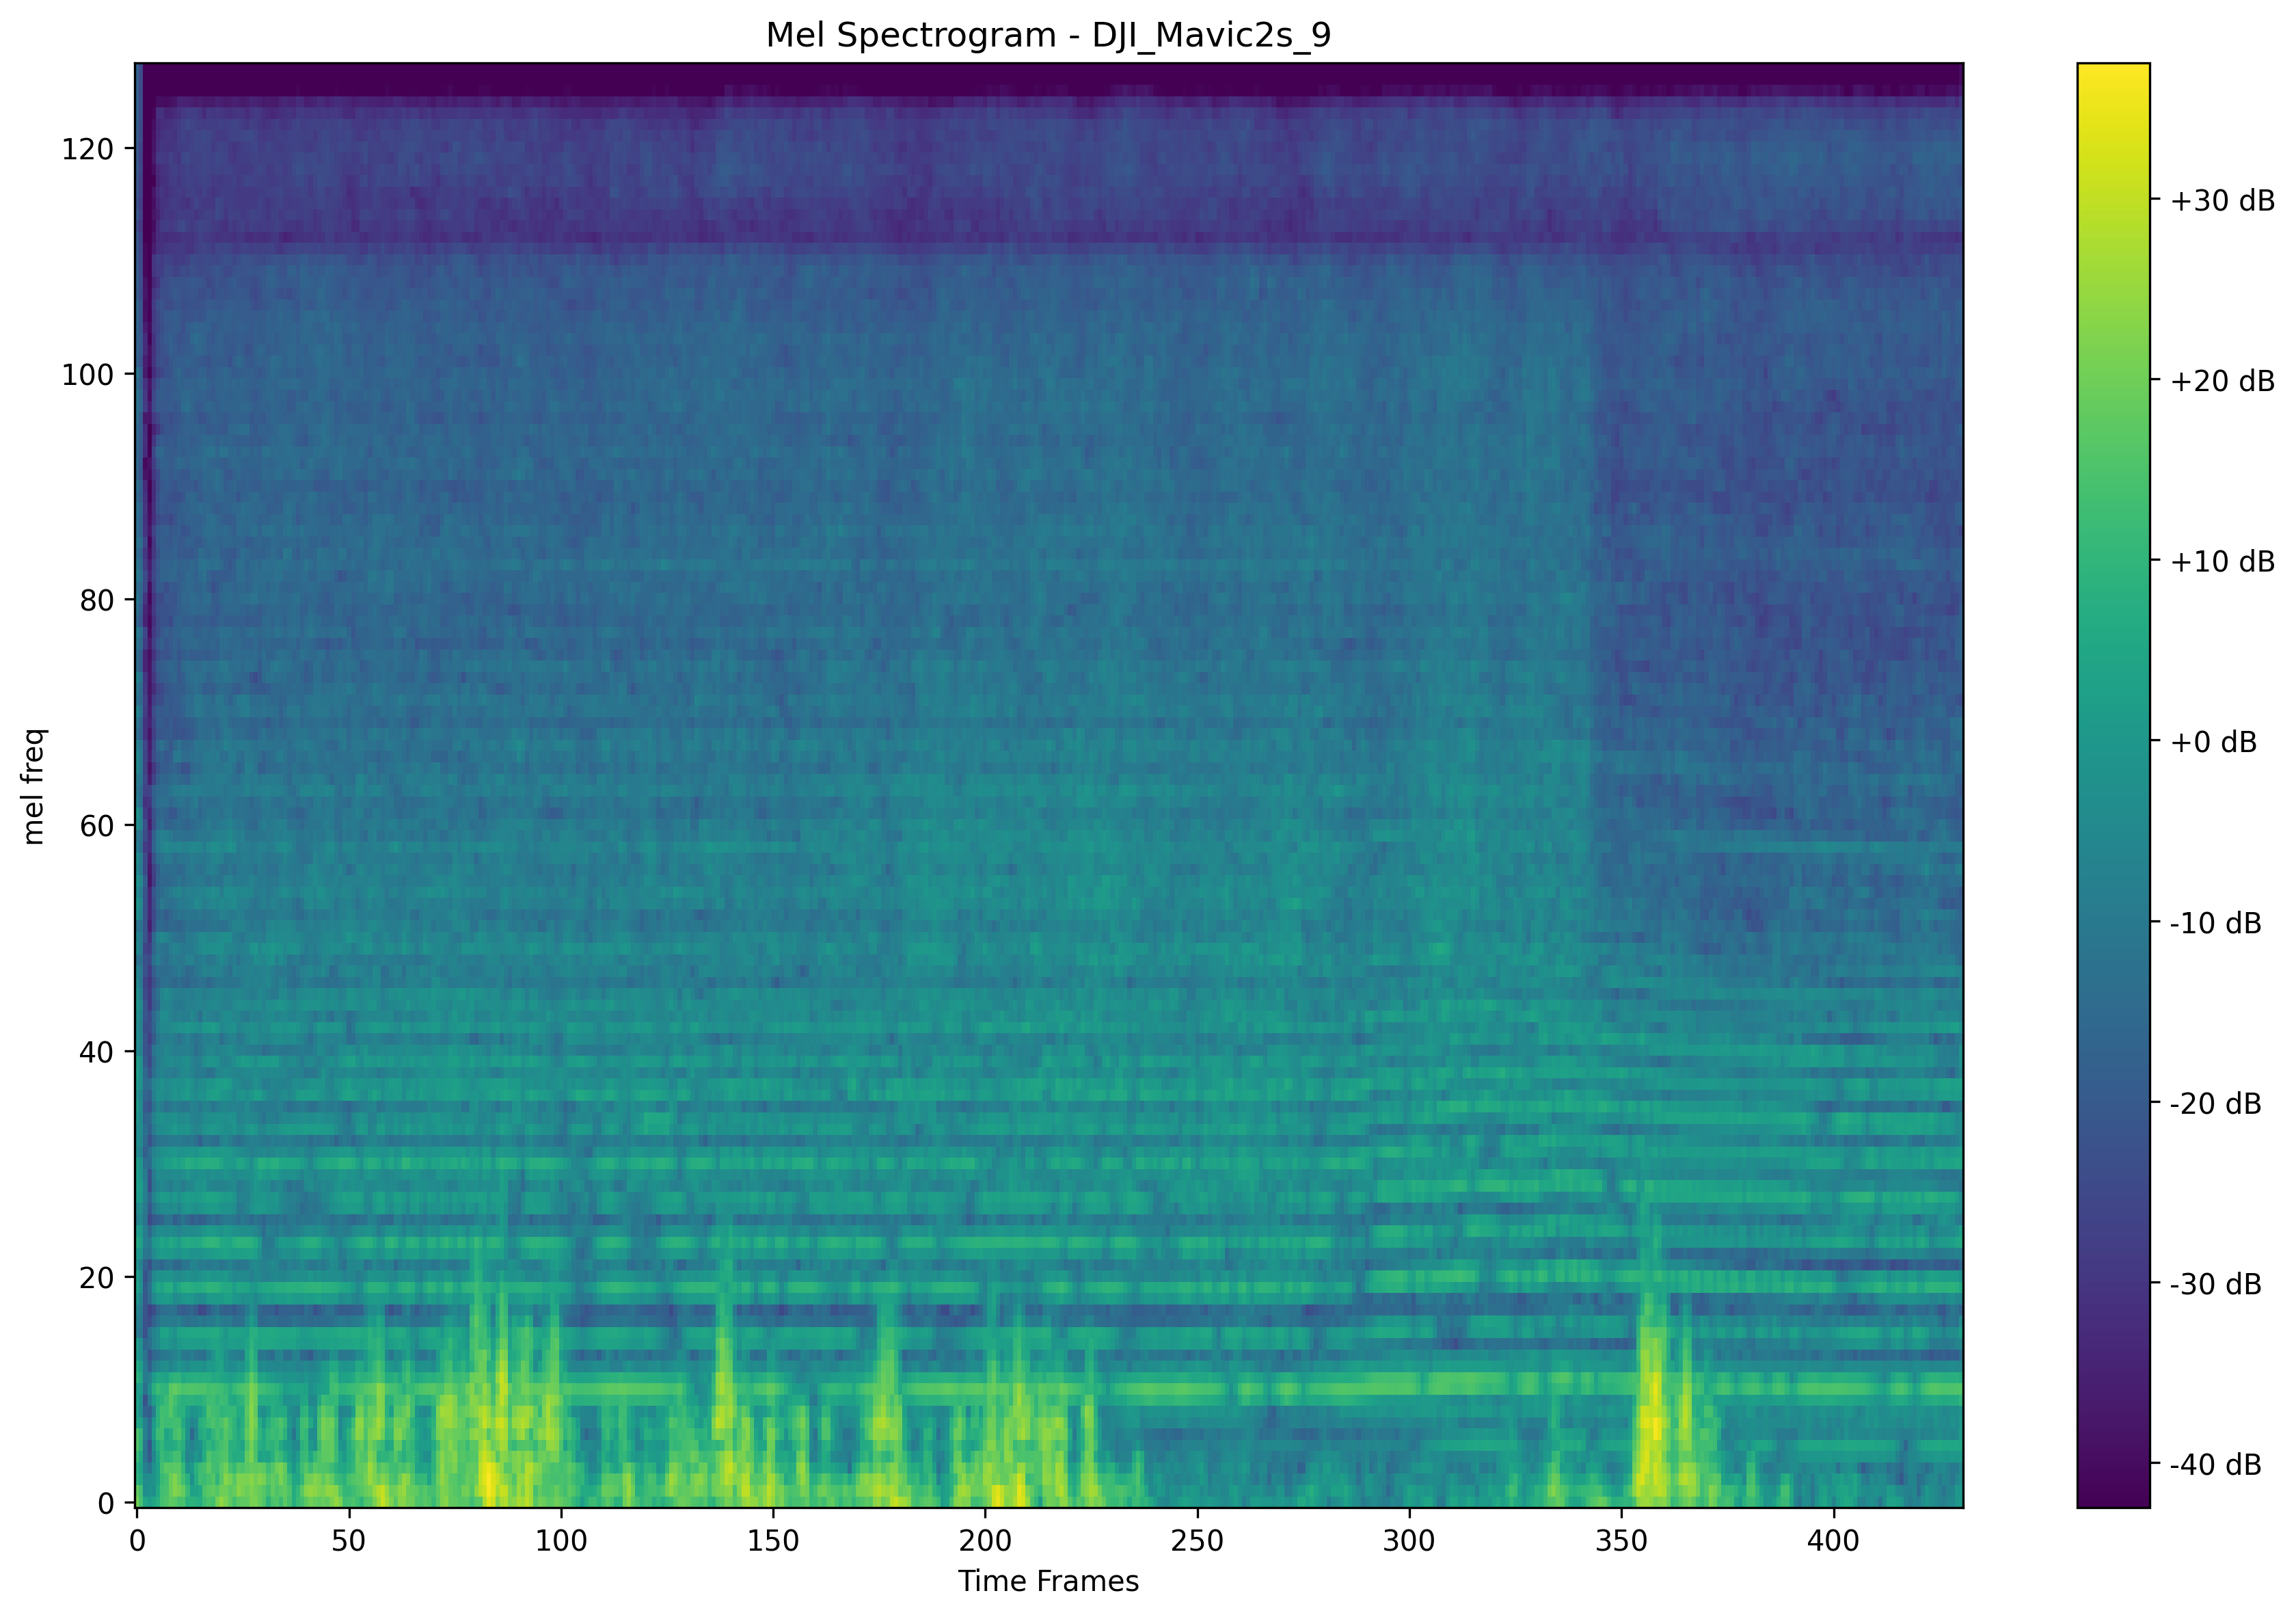 Mel Spectrogram - DJI_Mavic2s_9
120
100
80
60
40
20
0
mel freq
0 50 100 150 200 250 300 350 400
Time Frames
+30 dB
+20 dB
+10 dB
+0 dB
-10 dB
-20 dB
-30 dB
-40 dB